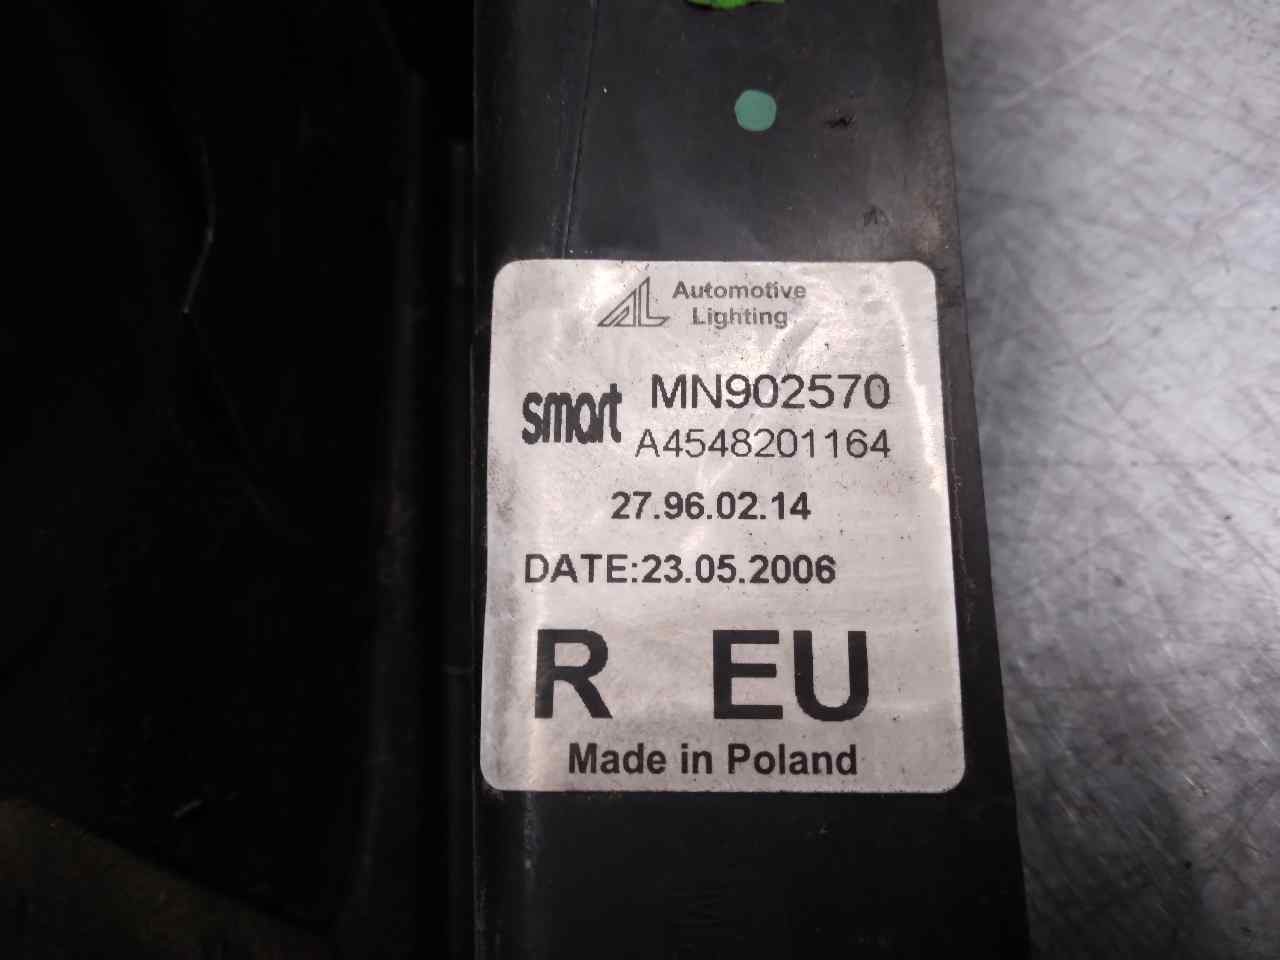 Automotive
Lighting
smart MN902570
A4548201164
27.96.02.14
DATE:23.05.2006
R EU
Made in Poland